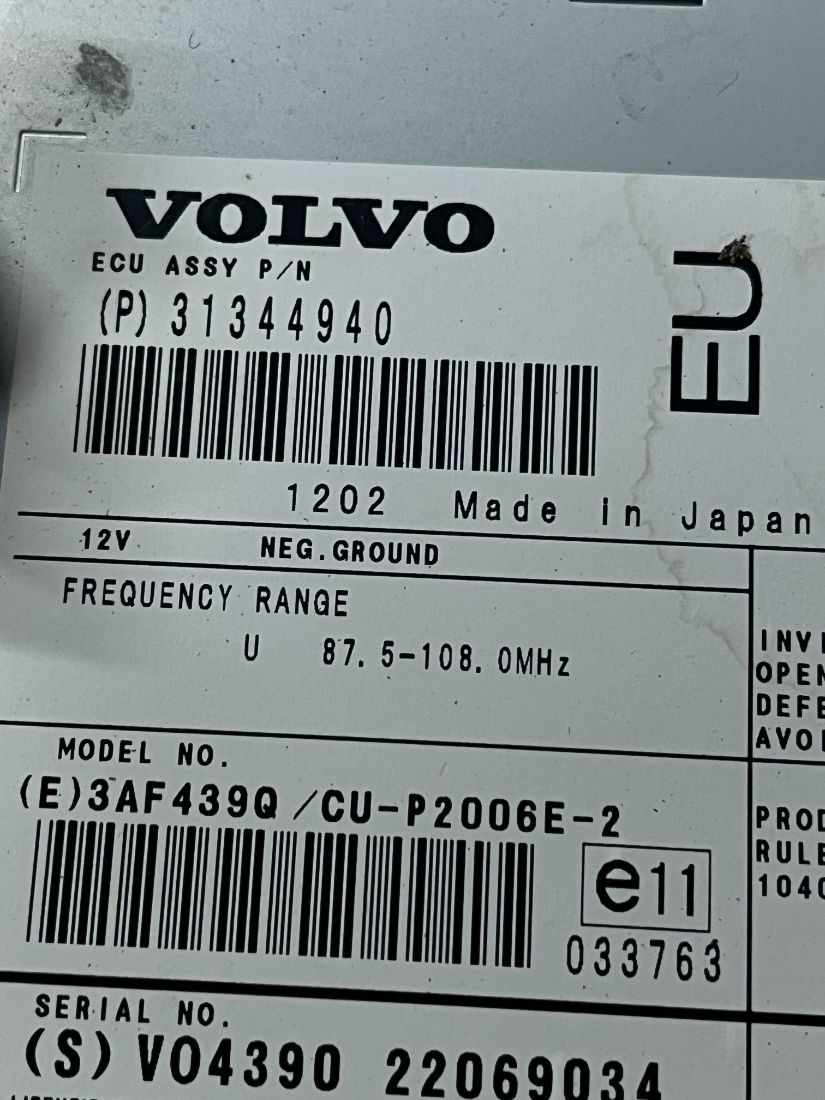 VOLVO
ECU ASSY P/N
(P) 31344940
EU
1202 Made in Japan
12V NEG.GROUND
FREQUENCY RANGE
U 87.5-108.0MHz
MODEL NO.
(E)3AF439Q/CU-P2006E-2
e11
033763
SERIAL NO.
(S) VO4390 22069034